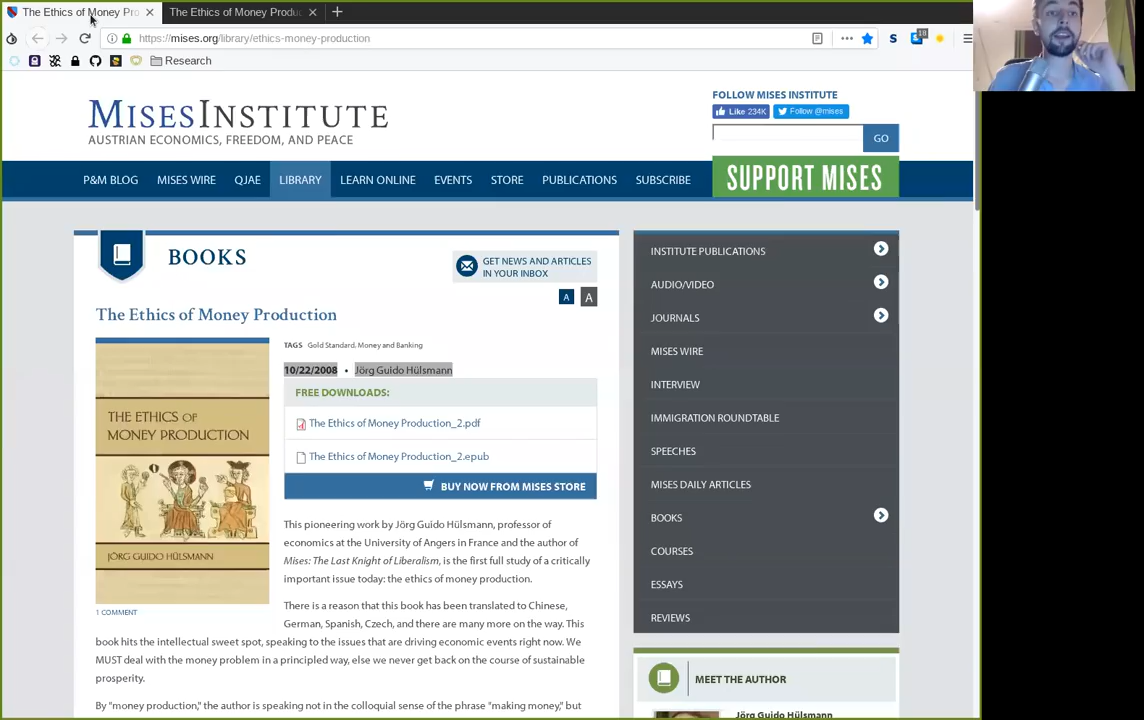 The Ethics of Money Pro
The Ethics of Money Produc
https://mises.org/library/ethics-money-production
S
18
Research
MISESINSTITUTE
AUSTRIAN ECONOMICS, FREEDOM, AND PEACE
FOLLOW MISES INSTITUTE
Like 234K
Follow @mises
GO
P&M BLOG
MISES WIRE
QJAE
LIBRARY
LEARN ONLINE
EVENTS
STORE
PUBLICATIONS
SUBSCRIBE
SUPPORT MISES
BOOKS
GET NEWS AND ARTICLES
IN YOUR INBOX
A
A
The Ethics of Money Production
TAGS Gold Standard, Money and Banking
10/22/2008 • Jörg Guido Hülsmann
FREE DOWNLOADS:
The Ethics of Money Production_2.pdf
The Ethics of Money Production_2.epub
BUY NOW FROM MISES STORE
THE ETHICS OF
MONEY PRODUCTION
JÖRG GUIDO HÜLSMANN
1 COMMENT
This pioneering work by Jörg Guido Hülsmann, professor of
economics at the University of Angers in France and the author of
Mises: The Last Knight of Liberalism, is the first full study of a critically
important issue today: the ethics of money production.
There is a reason that this book has been translated to Chinese,
German, Spanish, Czech, and there are many more on the way. This
book hits the intellectual sweet spot, speaking to the issues that are driving economic events right now. We
MUST deal with the money problem in a principled way, else we never get back on the course of sustainable
prosperity.
By "money production," the author is speaking not in the colloquial sense of the phrase "making money," but
INSTITUTE PUBLICATIONS
AUDIO/VIDEO
JOURNALS
MISES WIRE
INTERVIEW
IMMIGRATION ROUNDTABLE
SPEECHES
MISES DAILY ARTICLES
BOOKS
COURSES
ESSAYS
REVIEWS
MEET THE AUTHOR
Jörg Guido Hülsmann